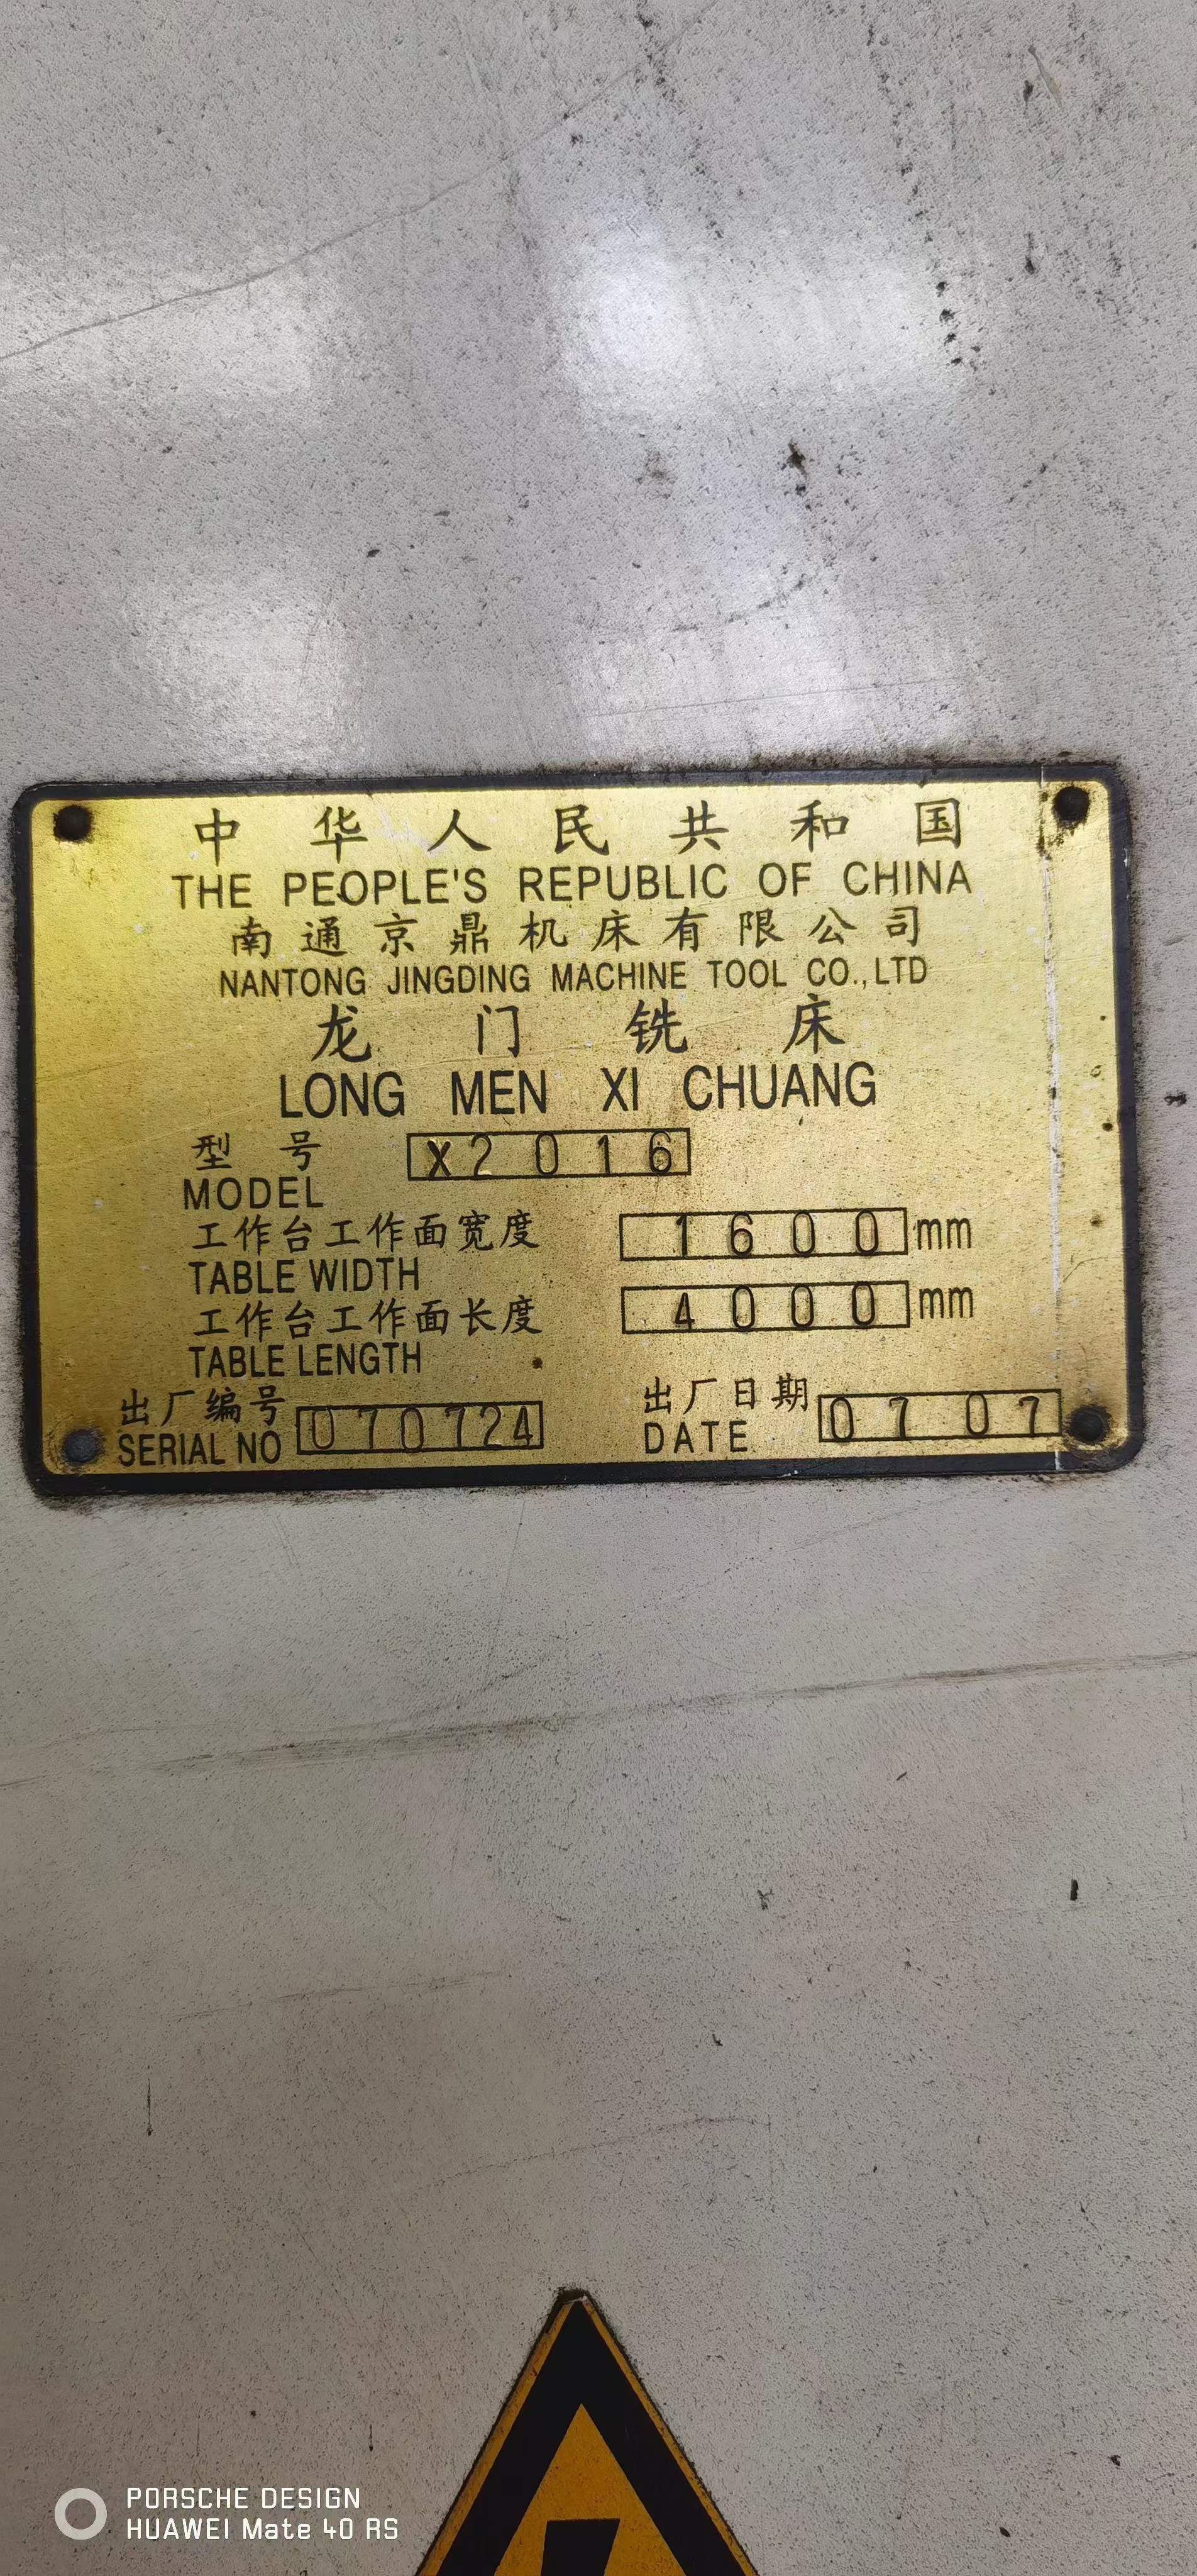 中华人民共和国
THE PEOPLE'S REPUBLIC OF CHINA
南通京鼎机床有限公司
NANTONG JINGDING MACHINE TOOL CO.,LTD
龙门铣床
LONG MEN XI CHUANG
型号 X2016
MODEL
工作台工作面宽度 1600 mm
TABLE WIDTH
工作台工作面长度 4000 mm
TABLE LENGTH
出厂编号 070724
SERIAL NO
出厂日期 0707
DATE
PORSCHE DESIGN
HUAWEI Mate 40 RS